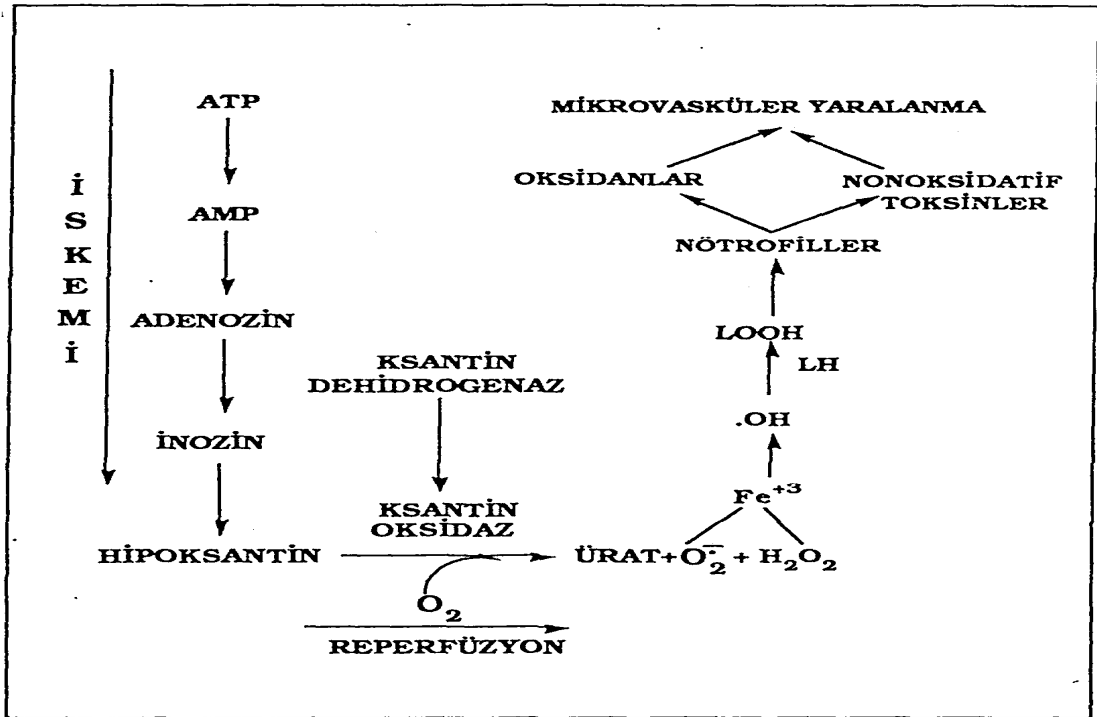 İSKEMİ
ATP
AMP
ADENOZİN
İNOZİN
HİPOKSANTİN
KSANTİN
DEHİDROGENAZ
KSANTİN
OKSİDAZ
O₂
REPERFÜZYON
ÜRAT+O₂∸ + H₂O₂
Fe⁺³
.OH
LH
LOOH
NÖTROFİLLER
OKSİDANLAR
NONOKSİDATİF
TOKSİNLER
MİKROVASKÜLER YARALANMA